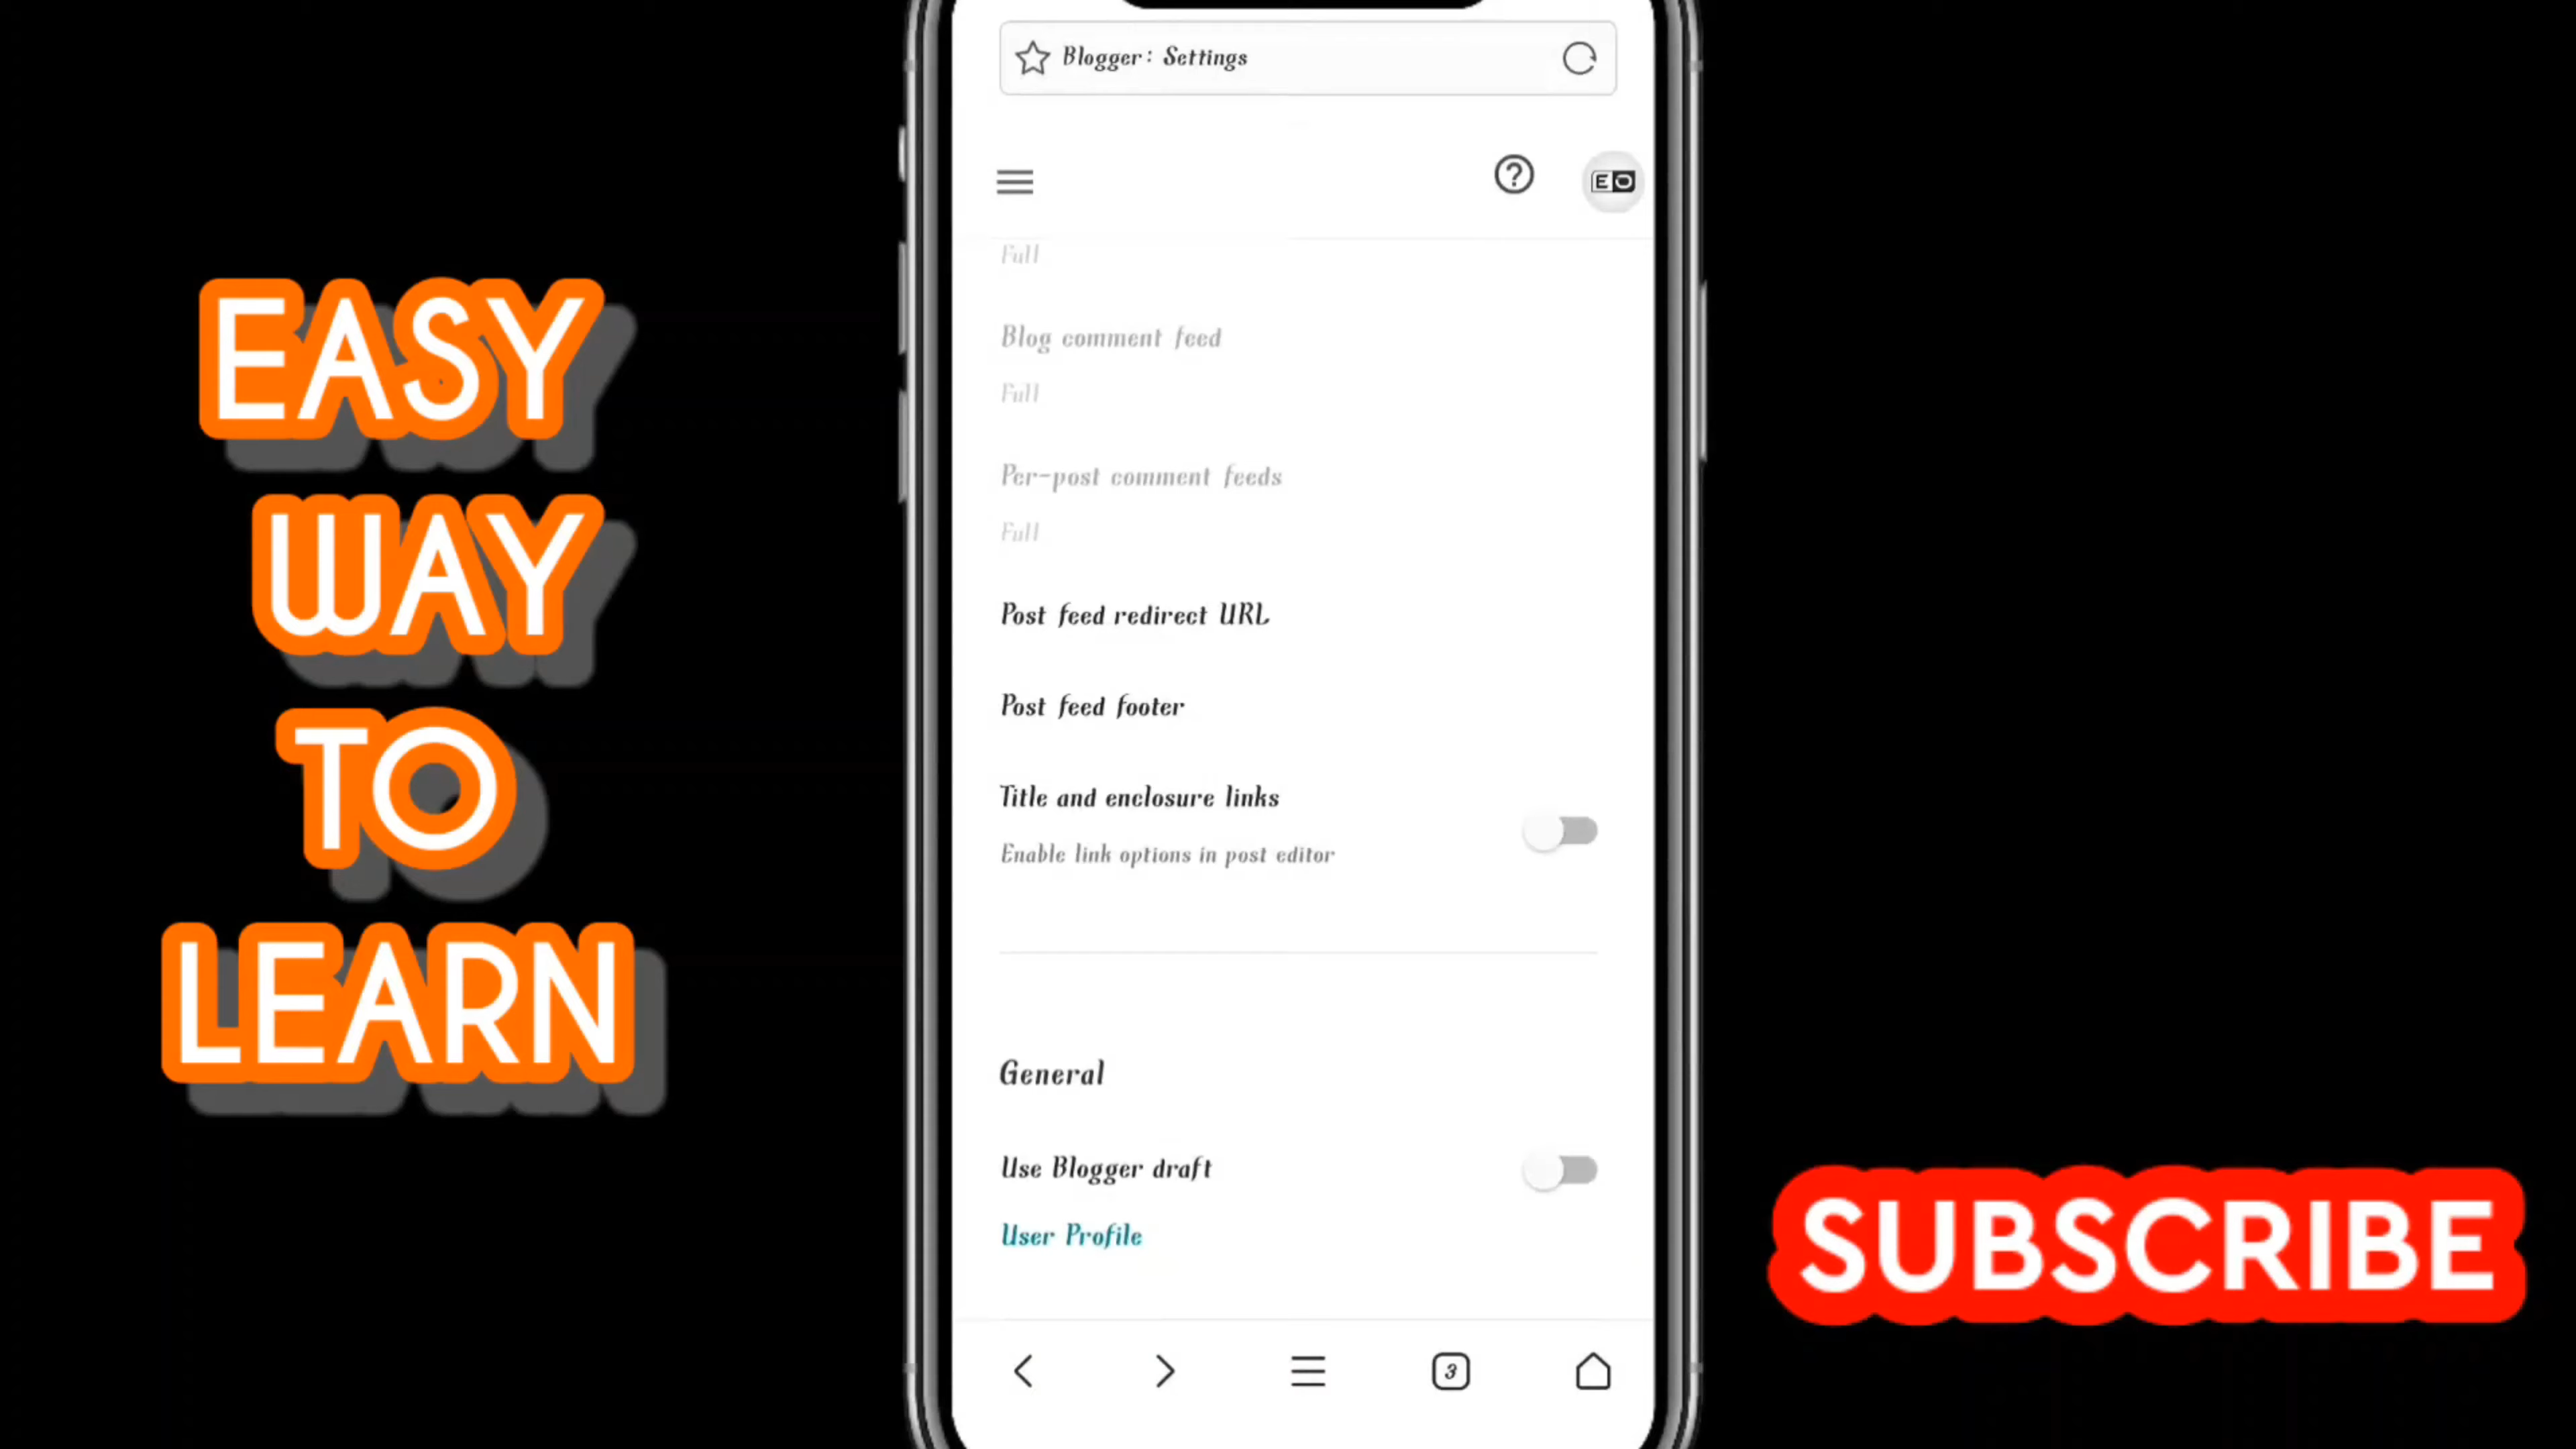 EASY
WAY
TO
LEARN
Blogger: Settings
EO
Full
Blog comment feed
Full
Per-post comment feeds
Full
Post feed redirect URL
Post feed footer
Title and enclosure links
Enable link options in post editor
General
Use Blogger draft
User Profile
3
SUBSCRIBE